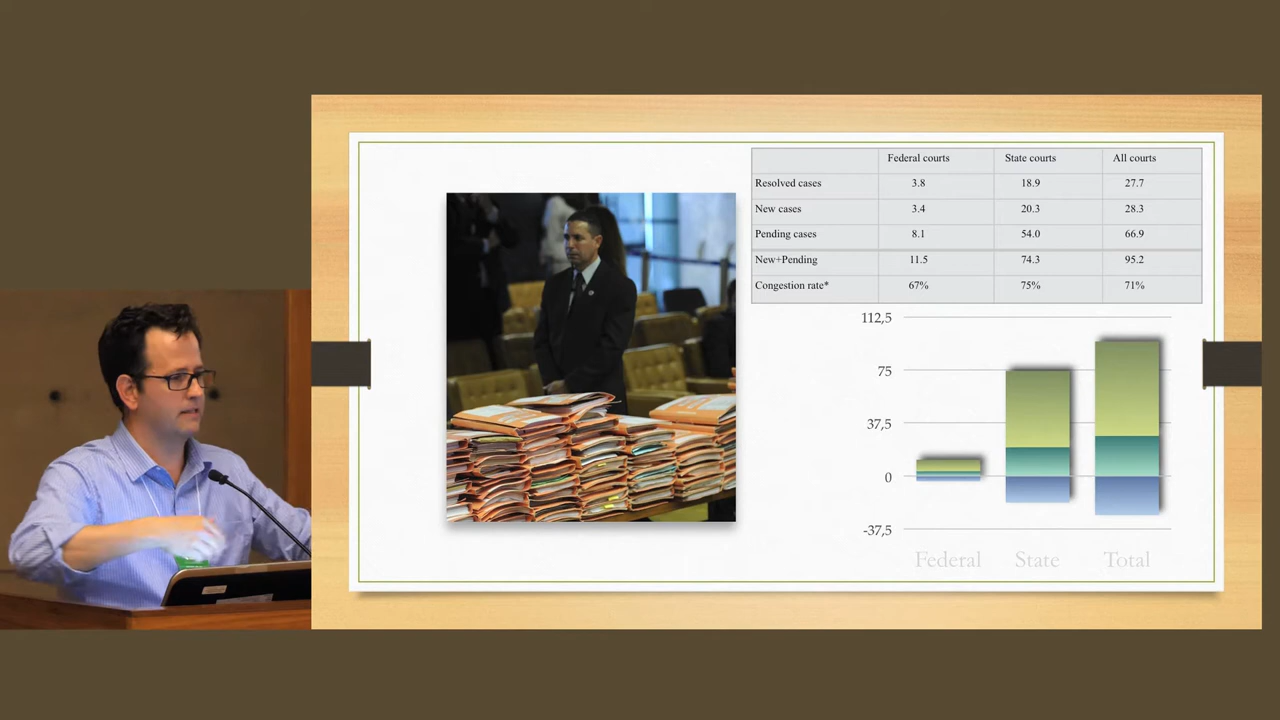 Federal courts State courts All courts
Resolved cases 3.8 18.9 27.7
New cases 3.4 20.3 28.3
Pending cases 8.1 54.0 66.9
New+Pending 11.5 74.3 95.2
Congestion rate* 67% 75% 71%
112,5
75
37,5
0
-37,5
Federal State Total